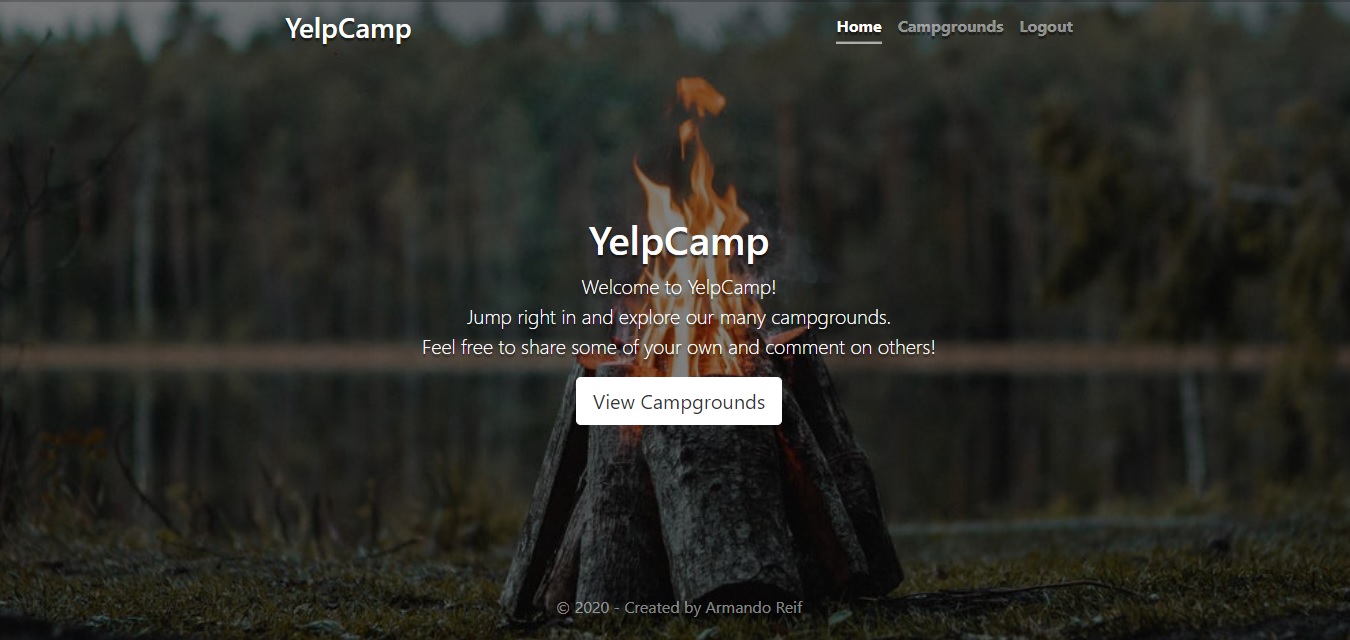 YelpCamp
Home Campgrounds Logout
YelpCamp
Welcome to YelpCamp!
Jump right in and explore our many campgrounds.
Feel free to share some of your own and comment on others!
View Campgrounds
© 2020 - Created by Armando Reif